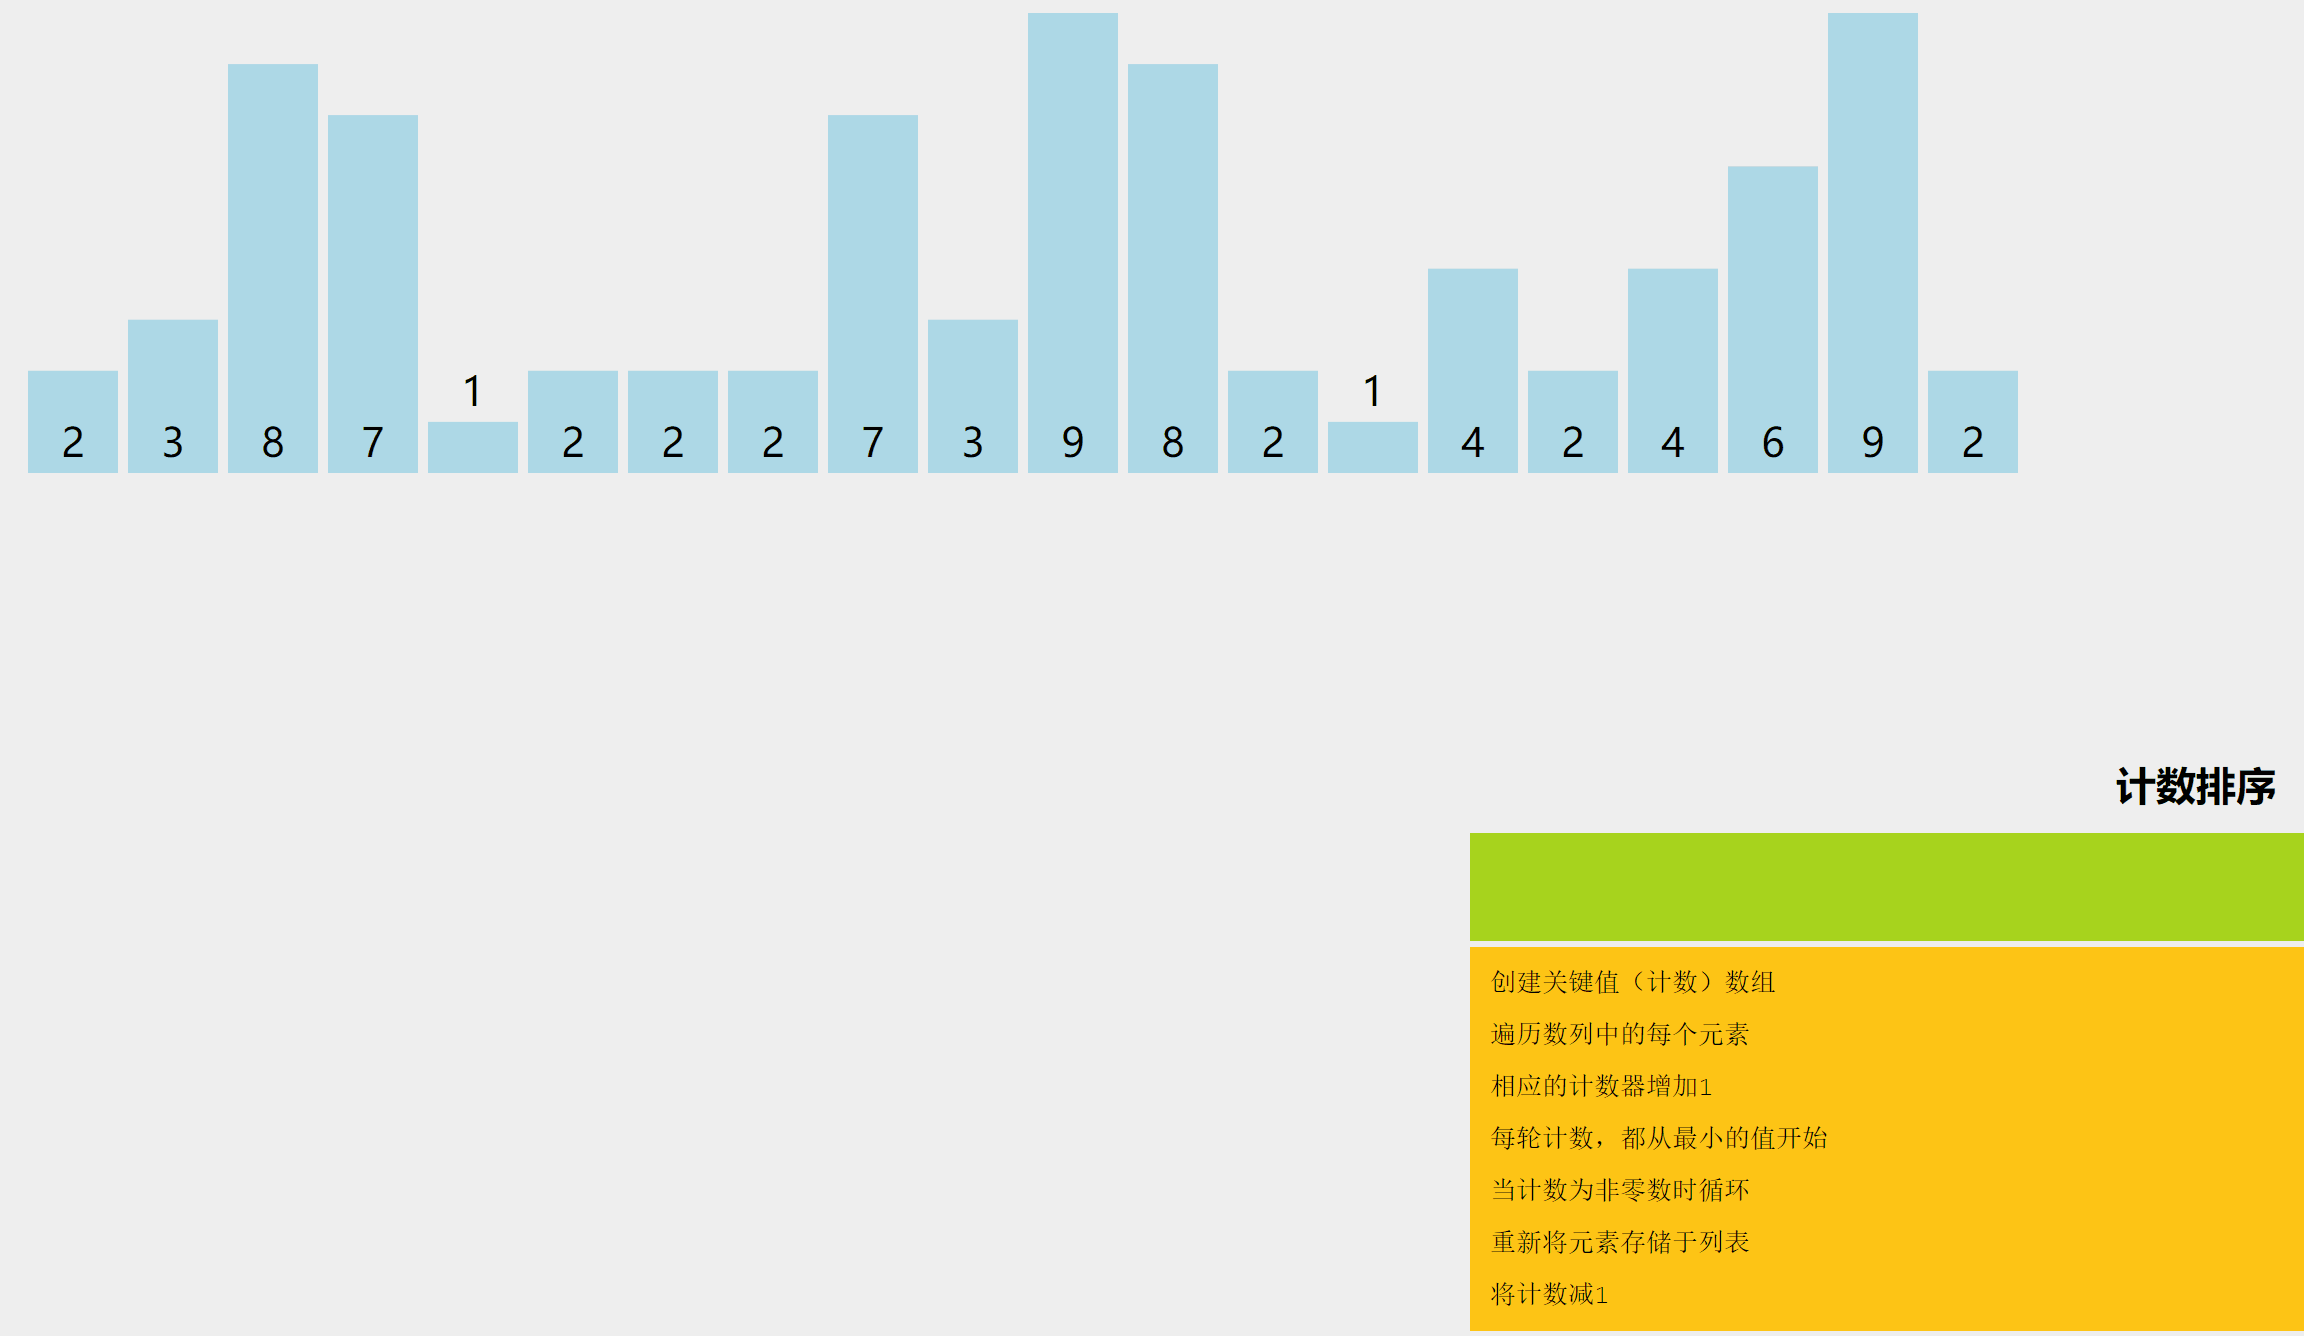 2 3 8 7 1 2 2 2 7 3 9 8 2 1 4 2 4 6 9 2
计数排序
创建关键值（计数）数组
遍历数列中的每个元素
相应的计数器增加1
每轮计数，都从最小的值开始
当计数为非零数时循环
重新将元素存储于列表
将计数减1